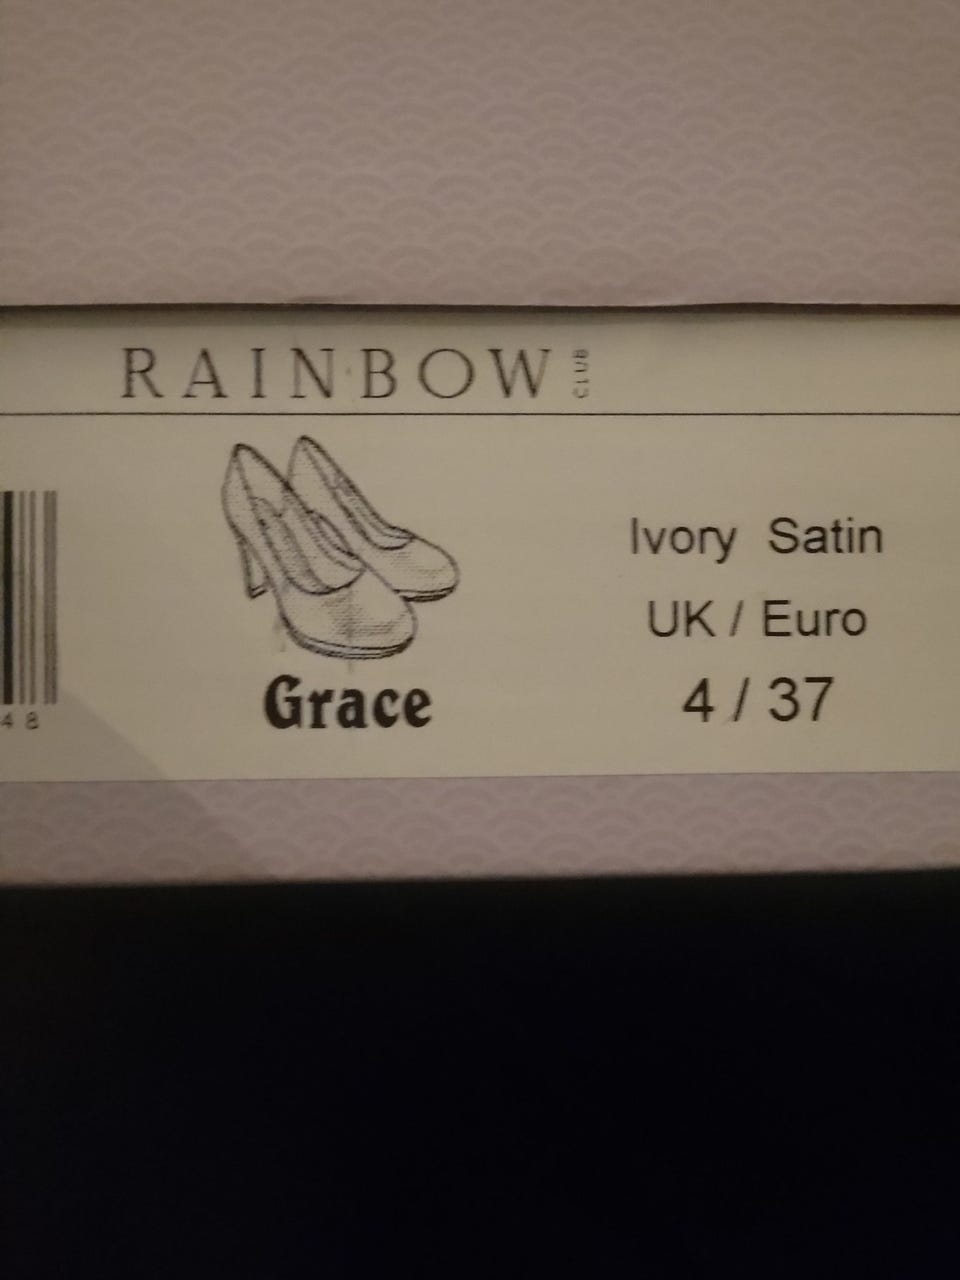 RAINBOW CLUB
Ivory Satin
UK / Euro
4 / 37
Grace
48